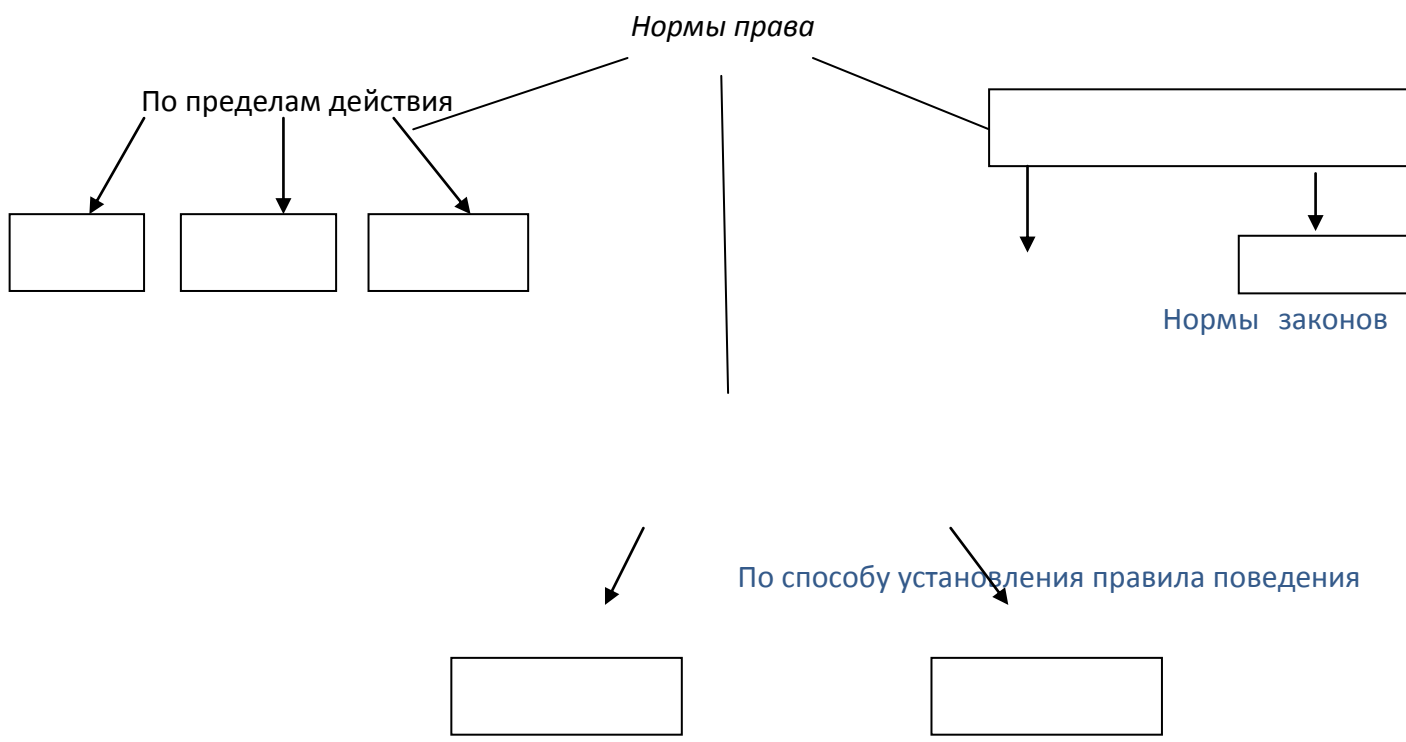 Нормы права
По пределам действия
Нормы законов
По способу установления правила поведения